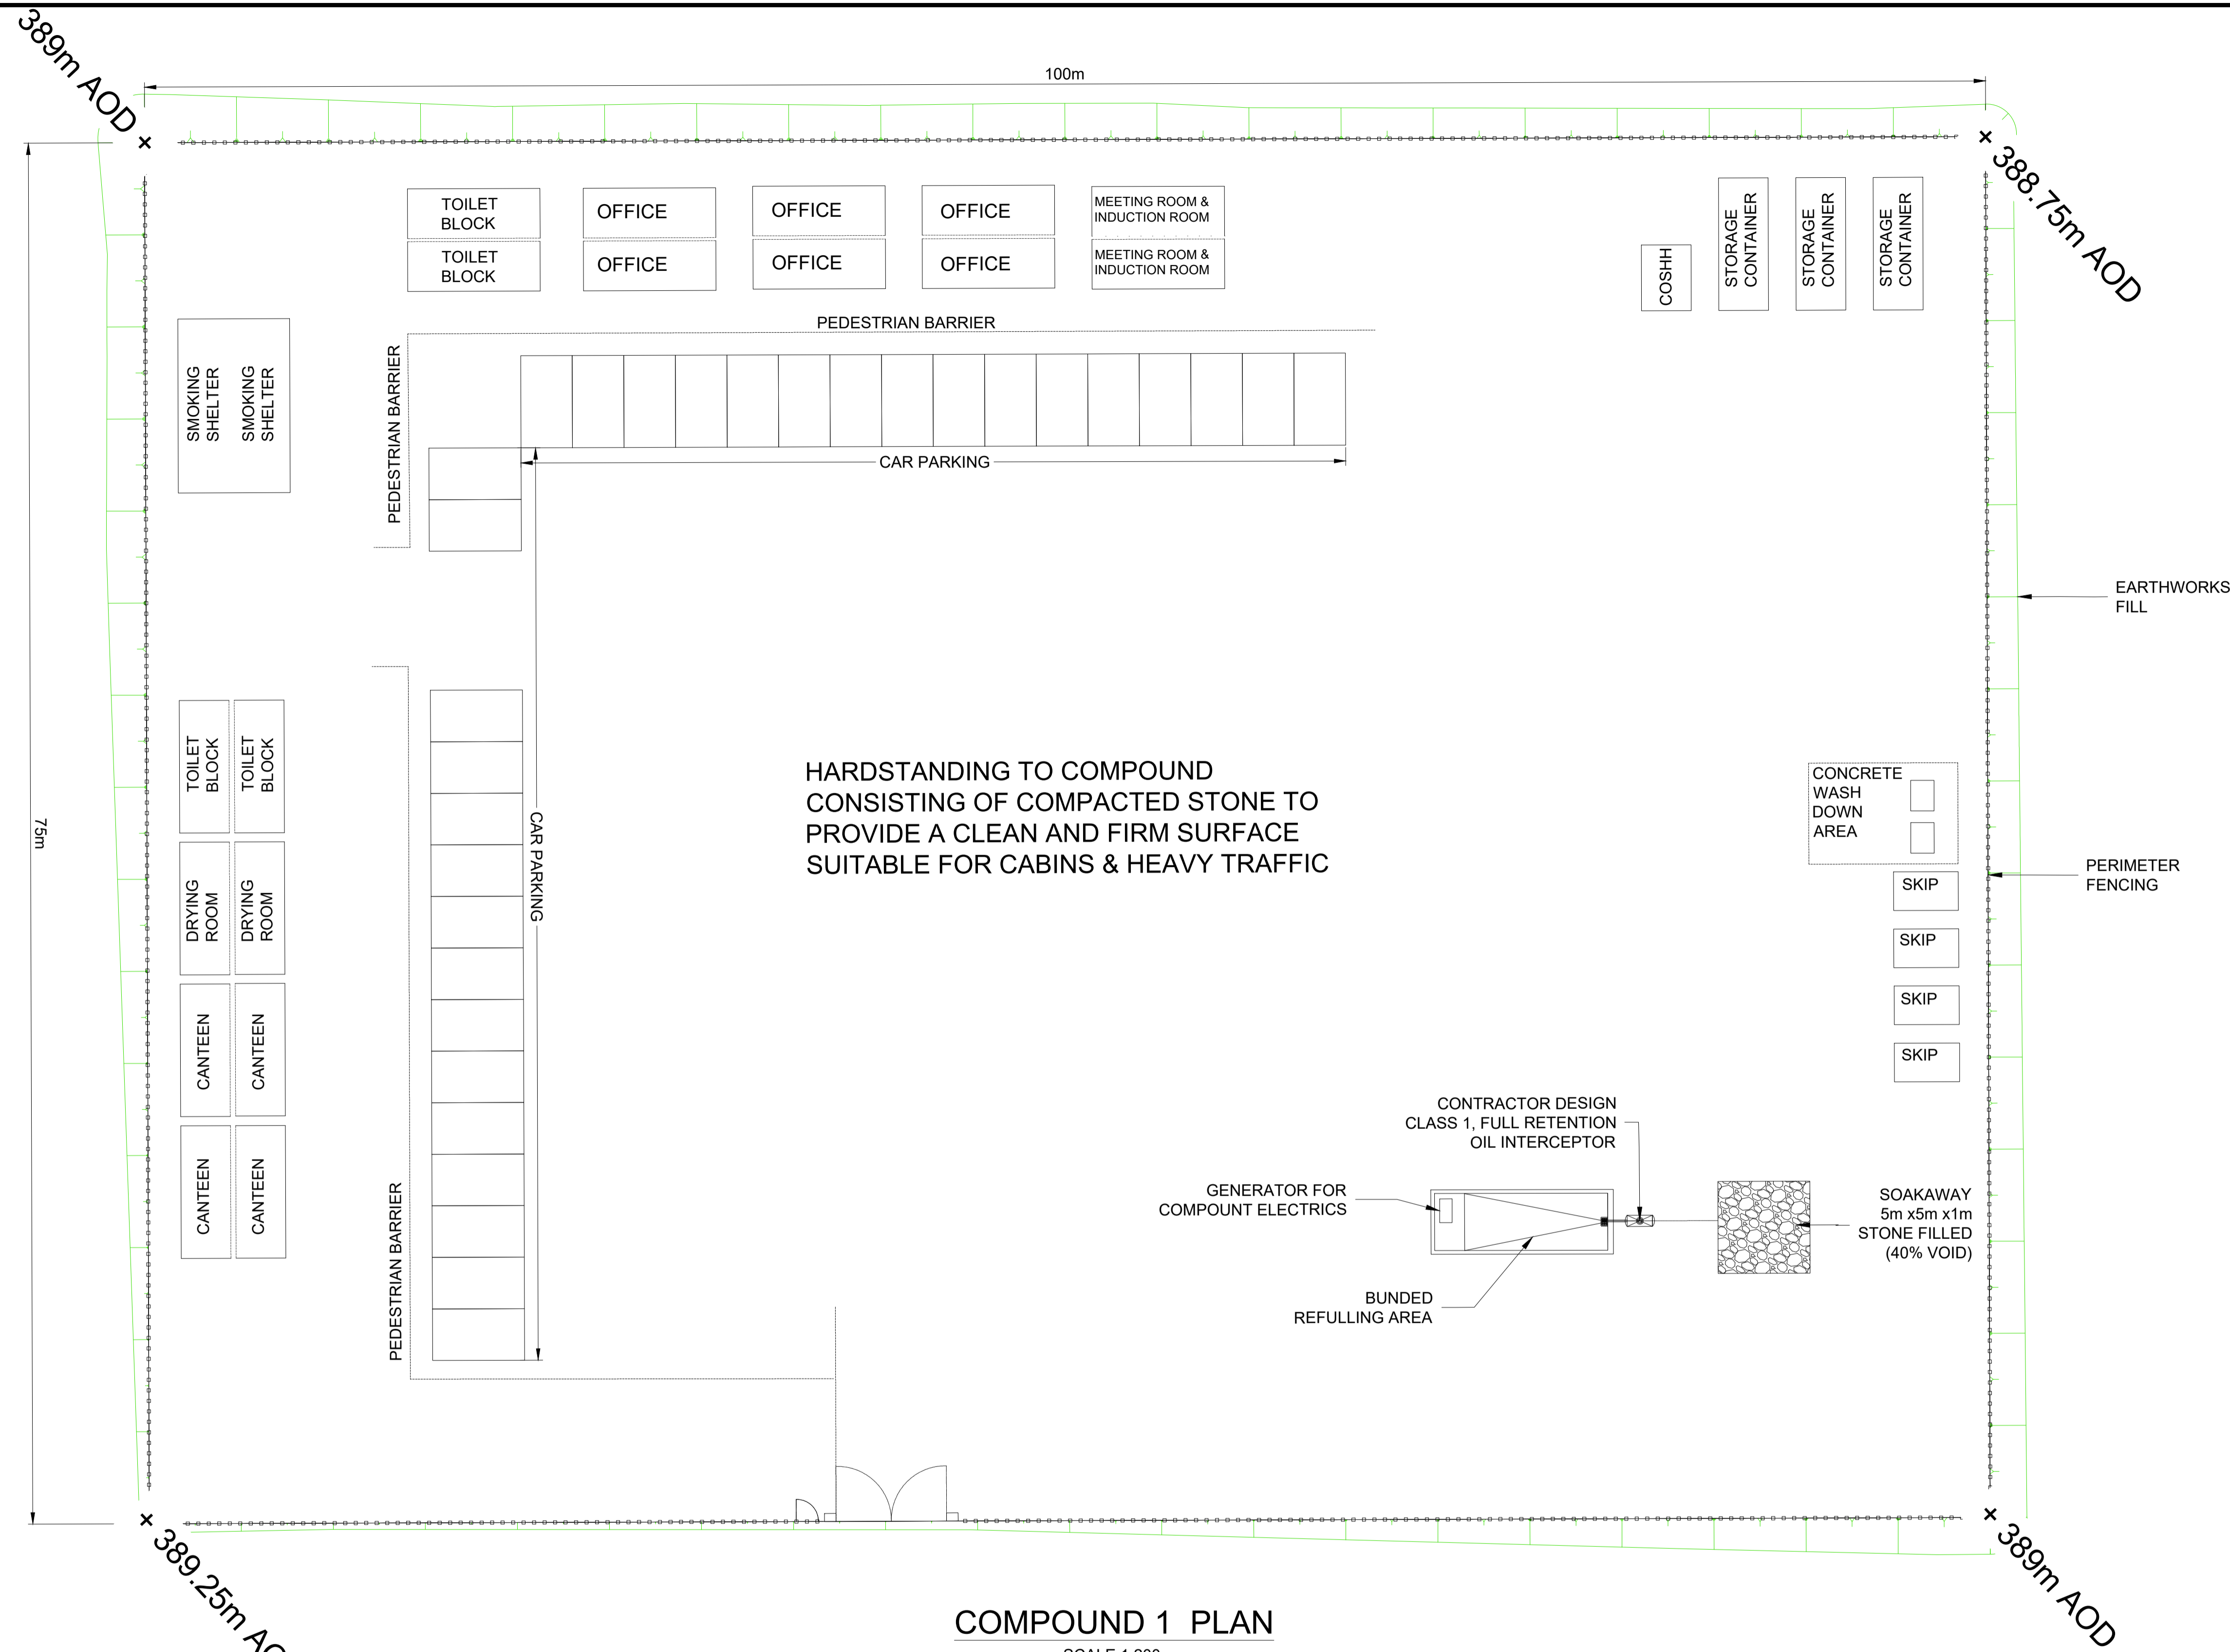 389m AOD
100m
388.75m AOD
TOILET
BLOCK
OFFICE
OFFICE
OFFICE
MEETING ROOM &
INDUCTION ROOM
TOILET
BLOCK
OFFICE
OFFICE
OFFICE
MEETING ROOM &
INDUCTION ROOM
COSHH
STORAGE
CONTAINER
STORAGE
CONTAINER
STORAGE
CONTAINER
PEDESTRIAN BARRIER
PEDESTRIAN BARRIER
SMOKING
SHELTER
SMOKING
SHELTER
CAR PARKING
EARTHWORKS
FILL
75m
TOILET
BLOCK
TOILET
BLOCK
HARDSTANDING TO COMPOUND
CONSISTING OF COMPACTED STONE TO
PROVIDE A CLEAN AND FIRM SURFACE
SUITABLE FOR CABINS & HEAVY TRAFFIC
CAR PARKING
CONCRETE
WASH
DOWN
AREA
PERIMETER
FENCING
DRYING
ROOM
DRYING
ROOM
SKIP
SKIP
SKIP
SKIP
CANTEEN
CANTEEN
CANTEEN
CANTEEN
PEDESTRIAN BARRIER
CONTRACTOR DESIGN
CLASS 1, FULL RETENTION
OIL INTERCEPTOR
GENERATOR FOR
COMPOUNT ELECTRICS
SOAKAWAY
5m x5m x1m
STONE FILLED
(40% VOID)
BUNDED
REFULLING AREA
389.25m
389m AOD
COMPOUND 1 PLAN